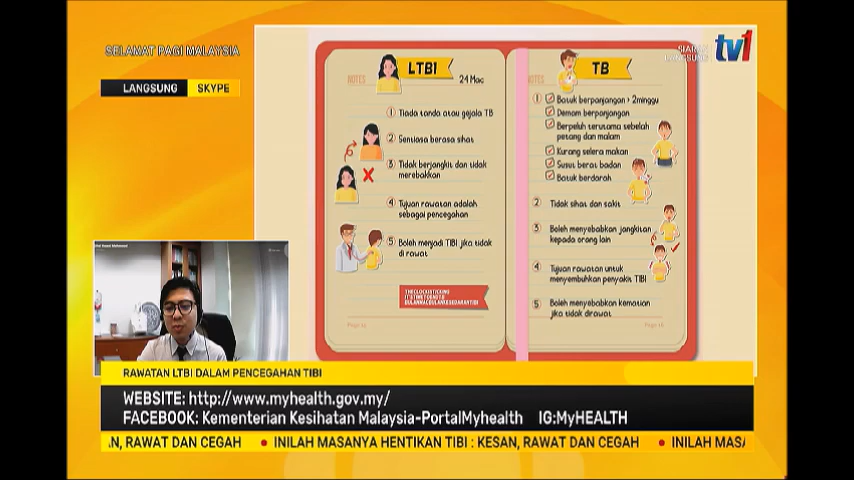 SELAMAT PAGI MALAYSIA
LANGSUNG SKYPE
SIARAN
LANGSUNG
tv1
NOTES
LTBI
24 Mac
1 Tiada tanda atau gejala TB
2 Sentiasa berasa sihat
3 Tidak berjangkit dan tidak
merebakkan
4 Tujuan rawatan adalah
sebagai pencegahan
5 Boleh menjadi TIBI jika tidak
di rawat
THECLOCKISTICKING
NOTES
TB
1 Batuk berpanjangan > 2minggu
Demam berpanjangan
Berpeluh terutama sebelah
petang dan malam
Kurang selera makan
Susut berat badan
Batuk berdarah
2 Tidak sihat dan sakit
3 Boleh menyebabkan jangkitan
kepada orang lain
4 Tujuan rawatan untuk
menyembuhkan penyakit TIBI
5 Boleh menyebabkan kematian
jika tidak dirawat
RAWATAN LTBI DALAM PENCEGAHAN TIBI
WEBSITE: http://www.myhealth.gov.my/
FACEBOOK: Kementerian Kesihatan Malaysia-PortalMyhealth IG:MyHEALTH
N, RAWAT DAN CEGAH • INILAH MASANYA HENTIKAN TIBI : KESAN, RAWAT DAN CEGAH • INILAH MASA